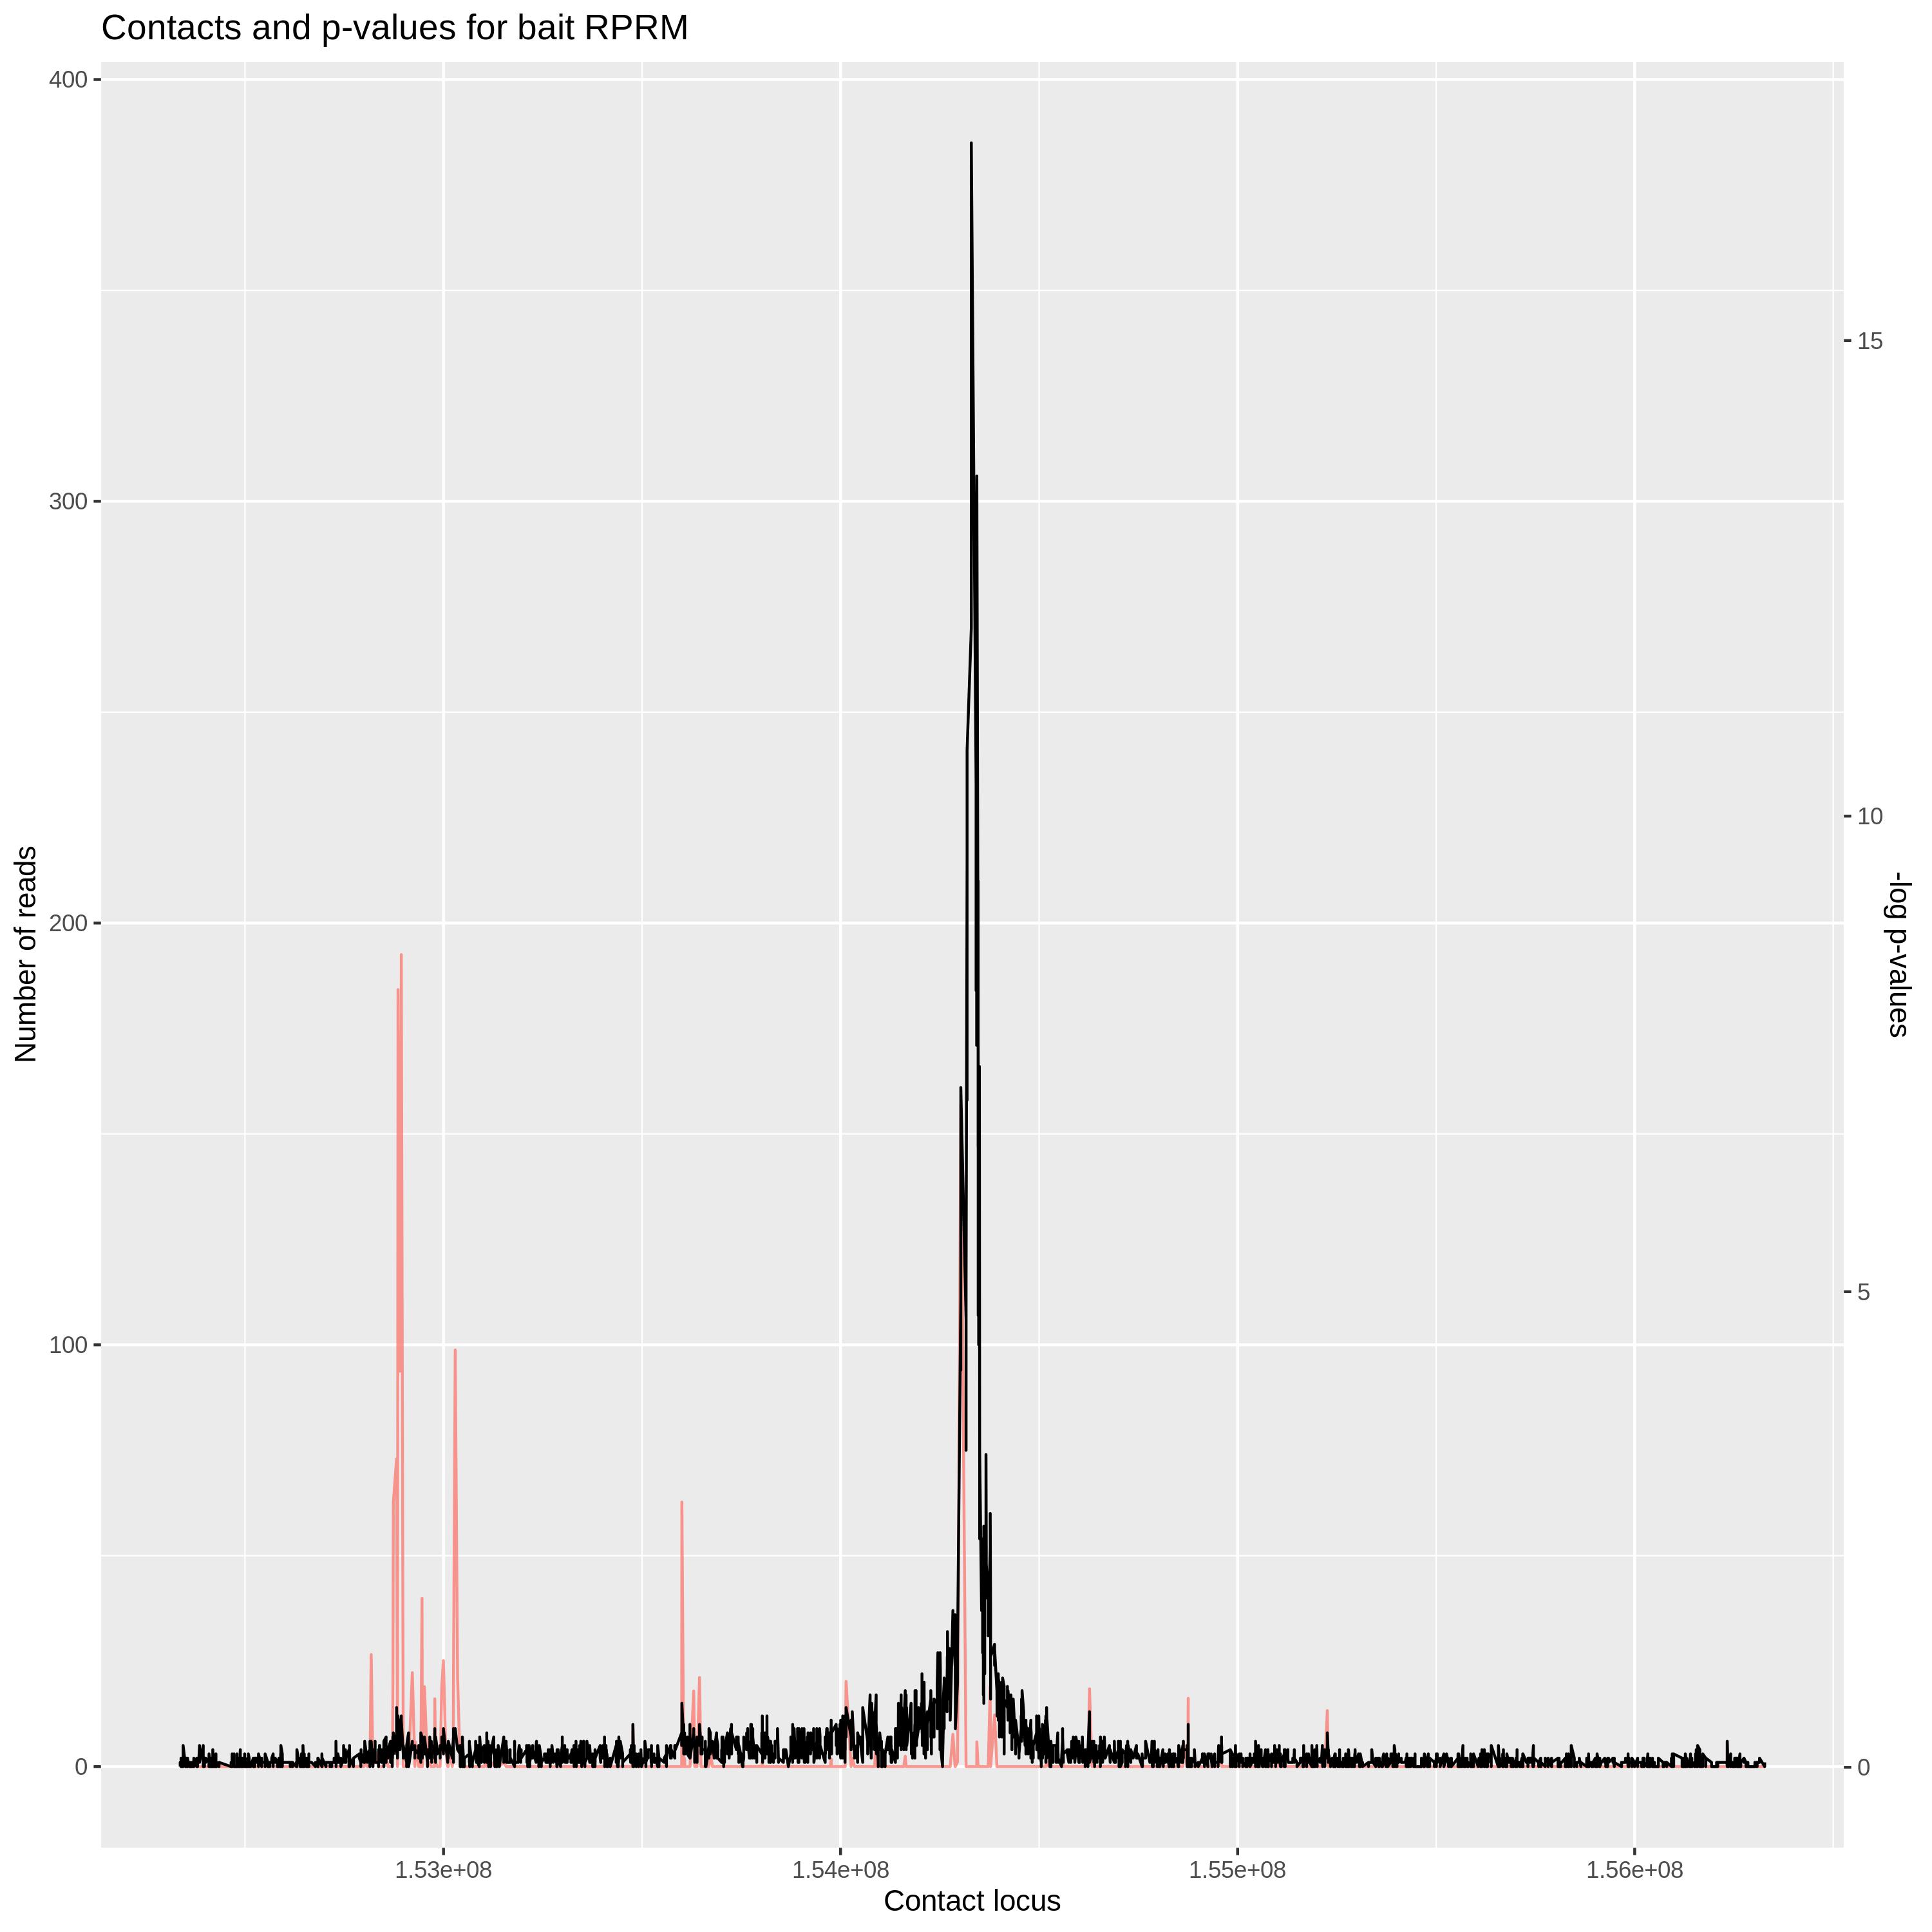 Contacts and p-values for bait RPRM
400
300
200
100
0
Number of reads
15
10
5
0
-log p-values
1.53e+08
1.54e+08
1.55e+08
1.56e+08
Contact locus